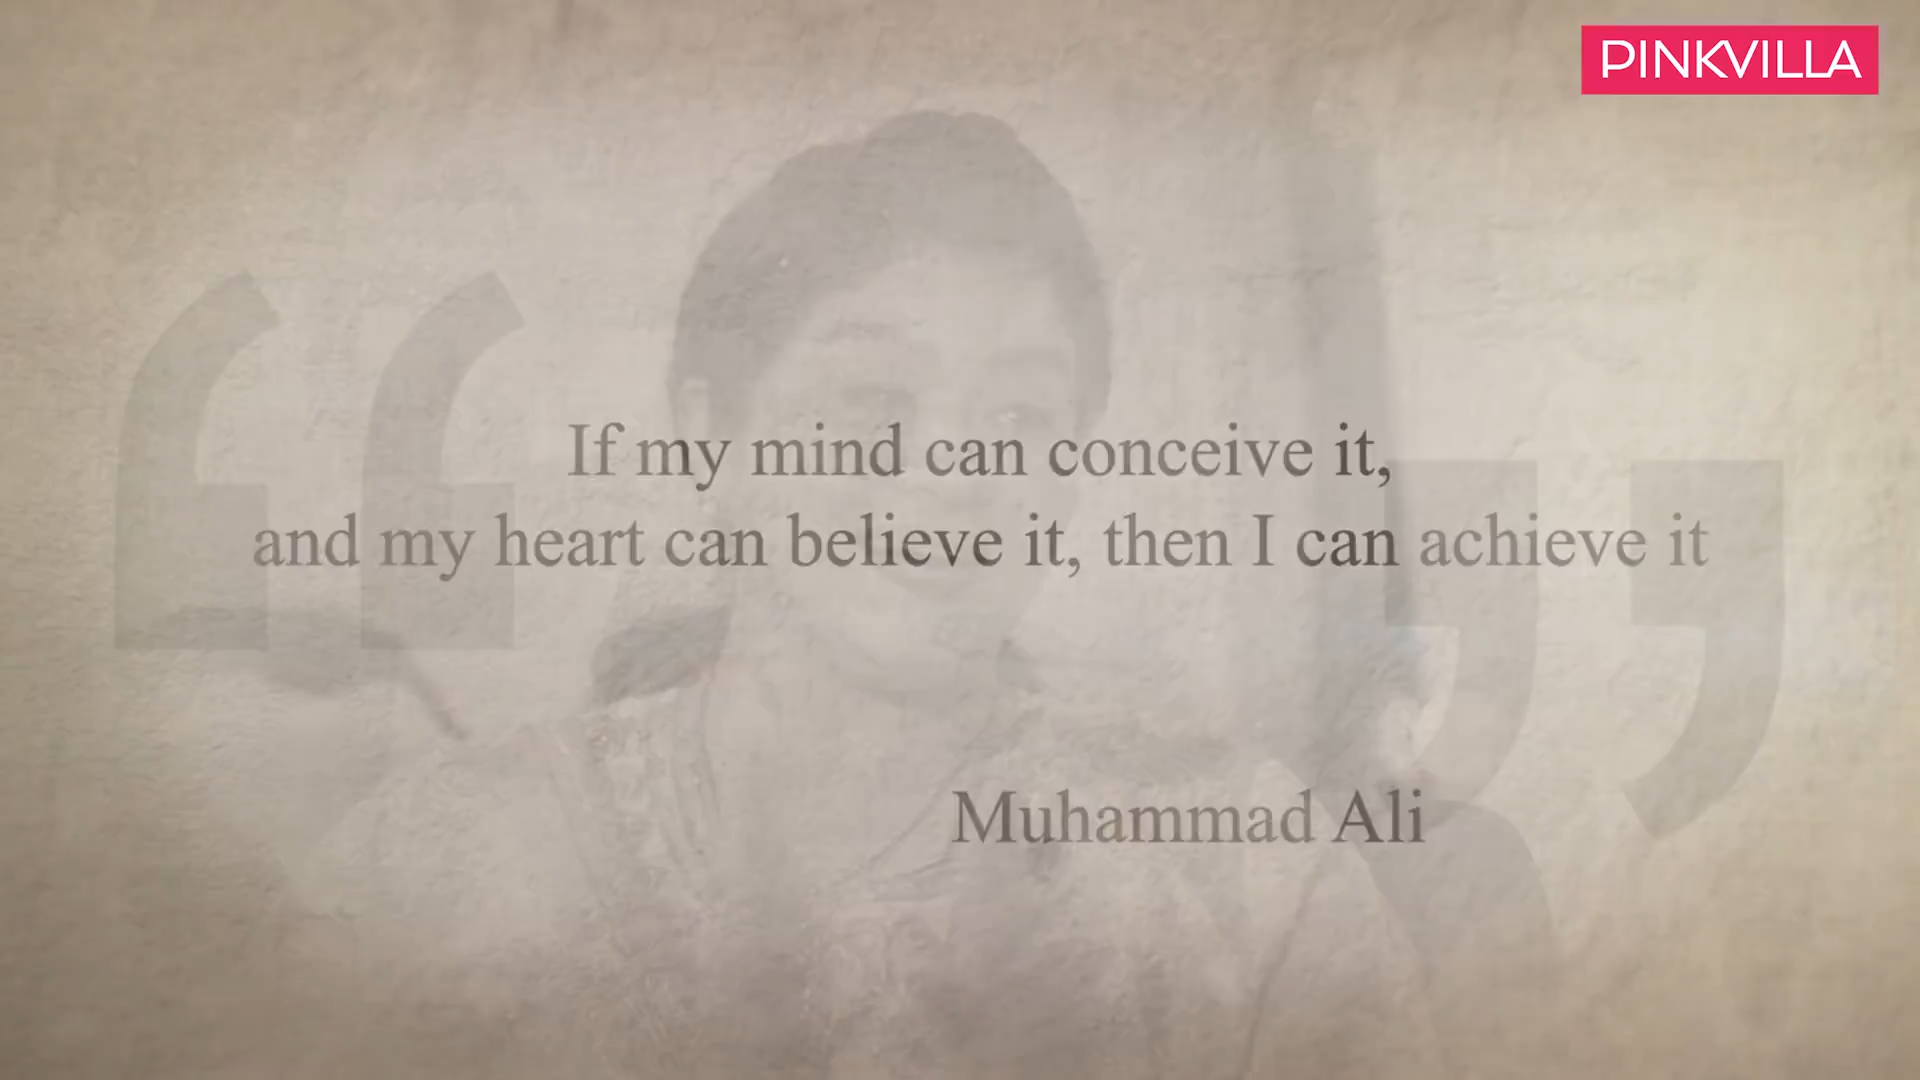 PINKVILLA
If my mind can conceive it,
and my heart can believe it, then I can achieve it
Muhammad Ali